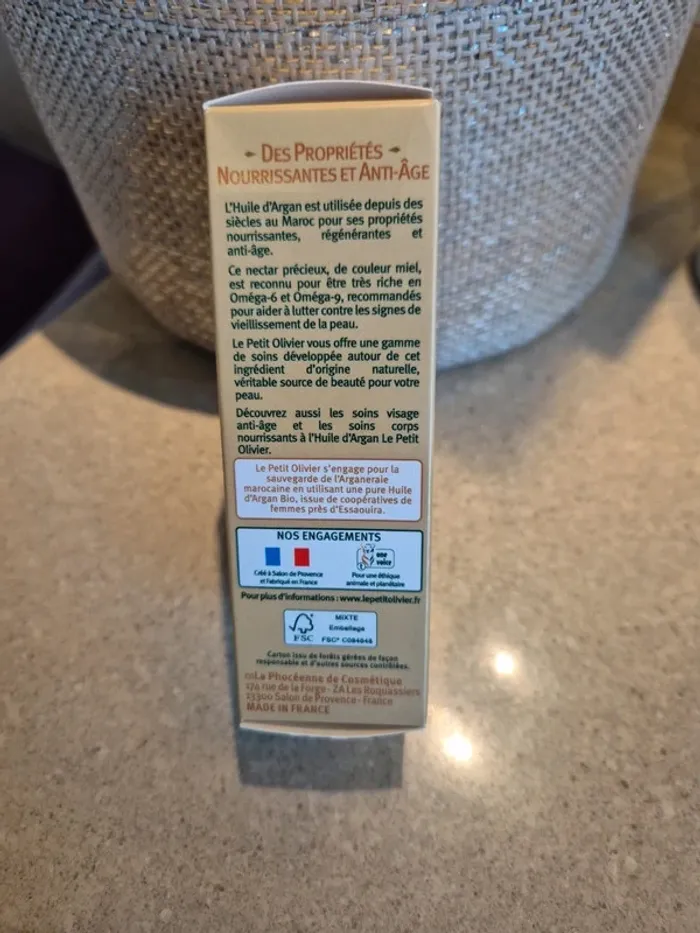 Des Propriétés
Nourrissantes et Anti-Âge
L'Huile d'Argan est utilisée depuis des
siècles au Maroc pour ses propriétés
nourrissantes, régénérantes et
anti-âge.
Ce nectar précieux, de couleur miel,
est reconnu pour être très riche en
Oméga-6 et Oméga-9, recommandés
pour aider à lutter contre les signes de
vieillissement de la peau.
Le Petit Olivier vous offre une gamme
de soins développée autour de cet
ingrédient d'origine naturelle,
véritable source de beauté pour votre
peau.
Découvrez aussi les soins visage
anti-âge et les soins corps
nourrissants à l'Huile d'Argan Le Petit
Olivier.
Le Petit Olivier s'engage pour la
sauvegarde de l'Arganeraie
marocaine en utilisant une pure Huile
d'Argan Bio, issue de coopératives de
femmes près d'Essaouira.
NOS ENGAGEMENTS
one
voice
Créé à Salon de Provence
et Fabriqué en France
Pour une éthique
animale et planétaire
Pour plus d'informations : www.lepetitolivier.fr
FSC
MIXTE
Emballage
FSC® C084045
Carton issu de forêts gérées de façon
responsable et d'autres sources contrôlées.
La Phocéenne de Cosmétique
174 rue de la Forge - ZA Les Roquassiers
13300 Salon de Provence - France
MADE IN FRANCE